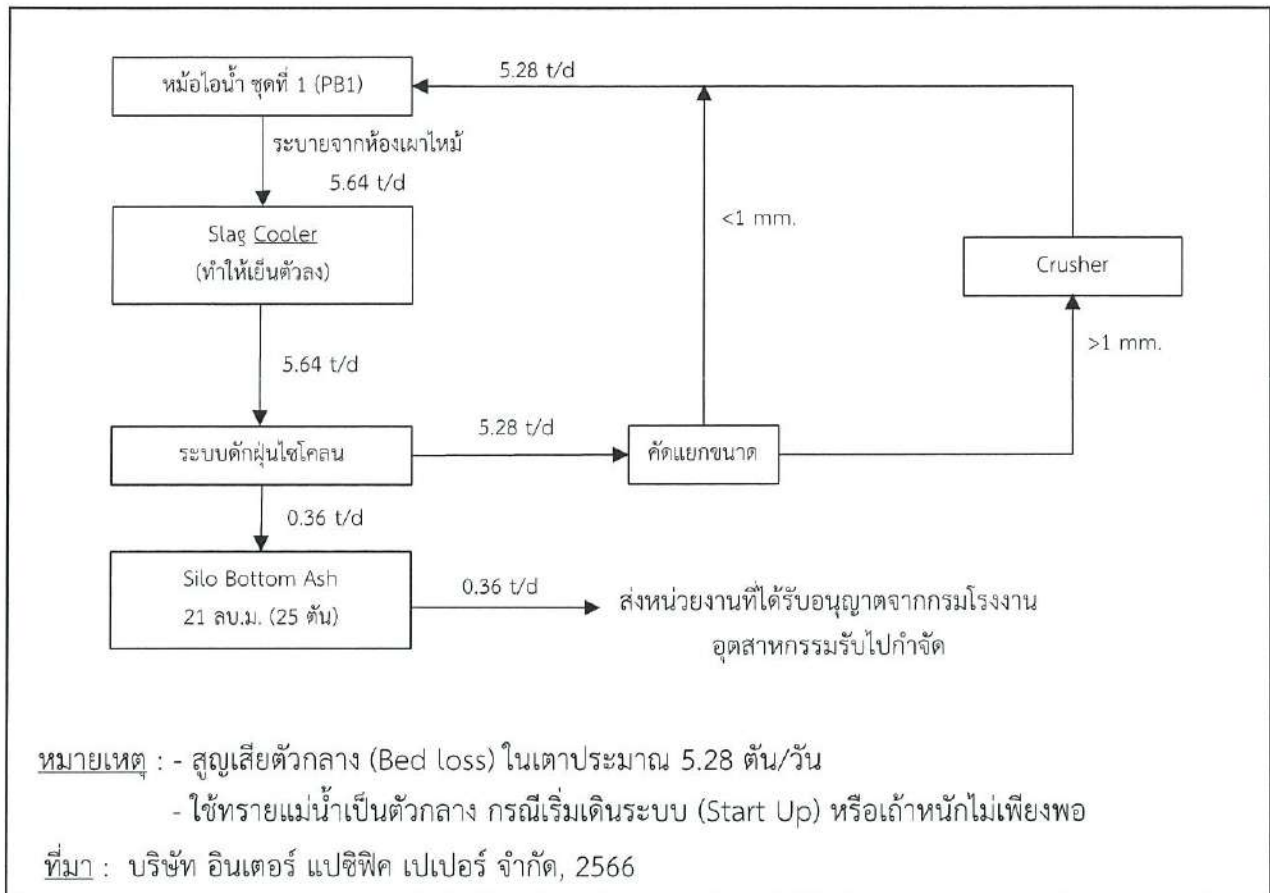 5.28 t/d
หม้อไอน้ำ ชุดที่ 1 (PB1)
ระบายจากห้องเผาไหม้
5.64 t/d
Slag Cooler
(ทำให้เย็นตัวลง)
<1 mm.
Crusher
>1 mm.
5.64 t/d
ระบบดักฝุ่นไซโคลน
5.28 t/d
คัดแยกขนาด
0.36 t/d
Silo Bottom Ash
21 ลบ.ม. (25 ตัน)
0.36 t/d
ส่งหน่วยงานที่ได้รับอนุญาตจากกรมโรงงาน
อุตสาหกรรมรับไปกำจัด
หมายเหตุ : - สูญเสียตัวกลาง (Bed loss) ในเตาประมาณ 5.28 ตัน/วัน
- ใช้ทรายแม่น้ำเป็นตัวกลาง กรณีเริ่มเดินระบบ (Start Up) หรือเถ้าหนักไม่เพียงพอ
ที่มา : บริษัท อินเตอร์ แปซิฟิค เปเปอร์ จำกัด, 2566